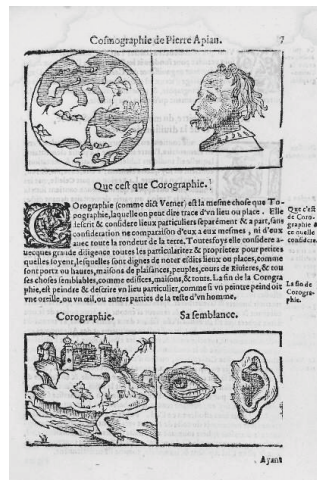 Cosmographie de Pierre Apian. 7
Que cest que Corographie.
COrographie (comme dict Verner) est la mesme chose que To-
pographie, laquelle on peut dire trace d'vn lieu ou place. Elle
descrit & considere lieux particuliers separément & a part, sans
consideration ne comparaison d'eux a eux mesmes, ni d'eux
auec toute la rondeur de la terre. Toutesfoys elle considere a-
uecques grande diligence toutes les particularitez & proprietez pour petites
quelles soyent, lesquelles sont dignes de noter esdicts lieux ou places, comme
sont portz ou haures, maisons de plaisances, peuples, cours de Riuieres, & tou
tes choses semblables, comme edifices, maisons, & tours. La fin de la Corogra
phie, est peindre & descrire vn lieu particulier, comme si vn peintre peindoit
vne oreille, ou vn œil, ou autres parties de la teste d'vn homme.
Que c'est
de Coro-
graphie &
ce quelle
considere.
La fin de
Corogra-
phie.
Corographie. Sa semblance.
Ayant